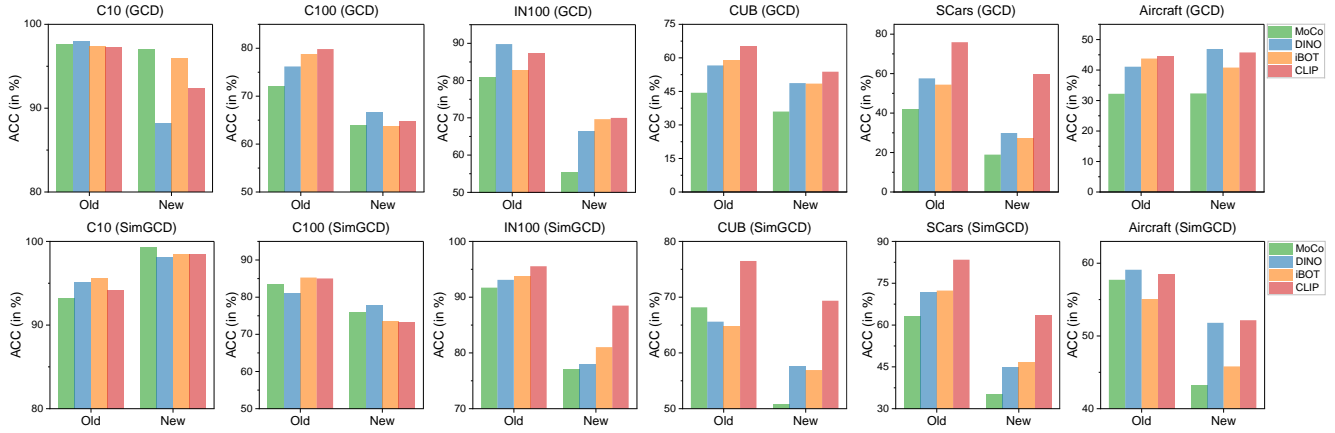 C10 (GCD)
ACC (in %)
100
90
80
Old New
C100 (GCD)
ACC (in %)
80
70
60
50
Old New
IN100 (GCD)
ACC (in %)
90
80
70
60
50
Old New
CUB (GCD)
ACC (in %)
75
60
45
30
15
0
Old New
SCars (GCD)
ACC (in %)
80
60
40
20
0
Old New
Aircraft (GCD)
ACC (in %)
50
40
30
20
10
0
Old New
MoCo
DINO
iBOT
CLIP
C10 (SimGCD)
ACC (in %)
100
90
80
Old New
C100 (SimGCD)
ACC (in %)
90
80
70
60
50
Old New
IN100 (SimGCD)
ACC (in %)
100
90
80
70
Old New
CUB (SimGCD)
ACC (in %)
80
70
60
50
Old New
SCars (SimGCD)
ACC (in %)
90
75
60
45
30
Old New
Aircraft (SimGCD)
ACC (in %)
60
50
40
Old New
MoCo
DINO
iBOT
CLIP